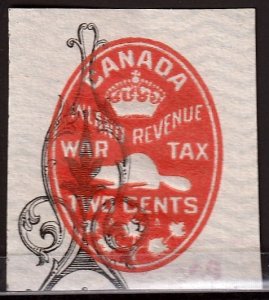 CANADA
INLAND REVENUE
WAR TAX
TWO CENTS